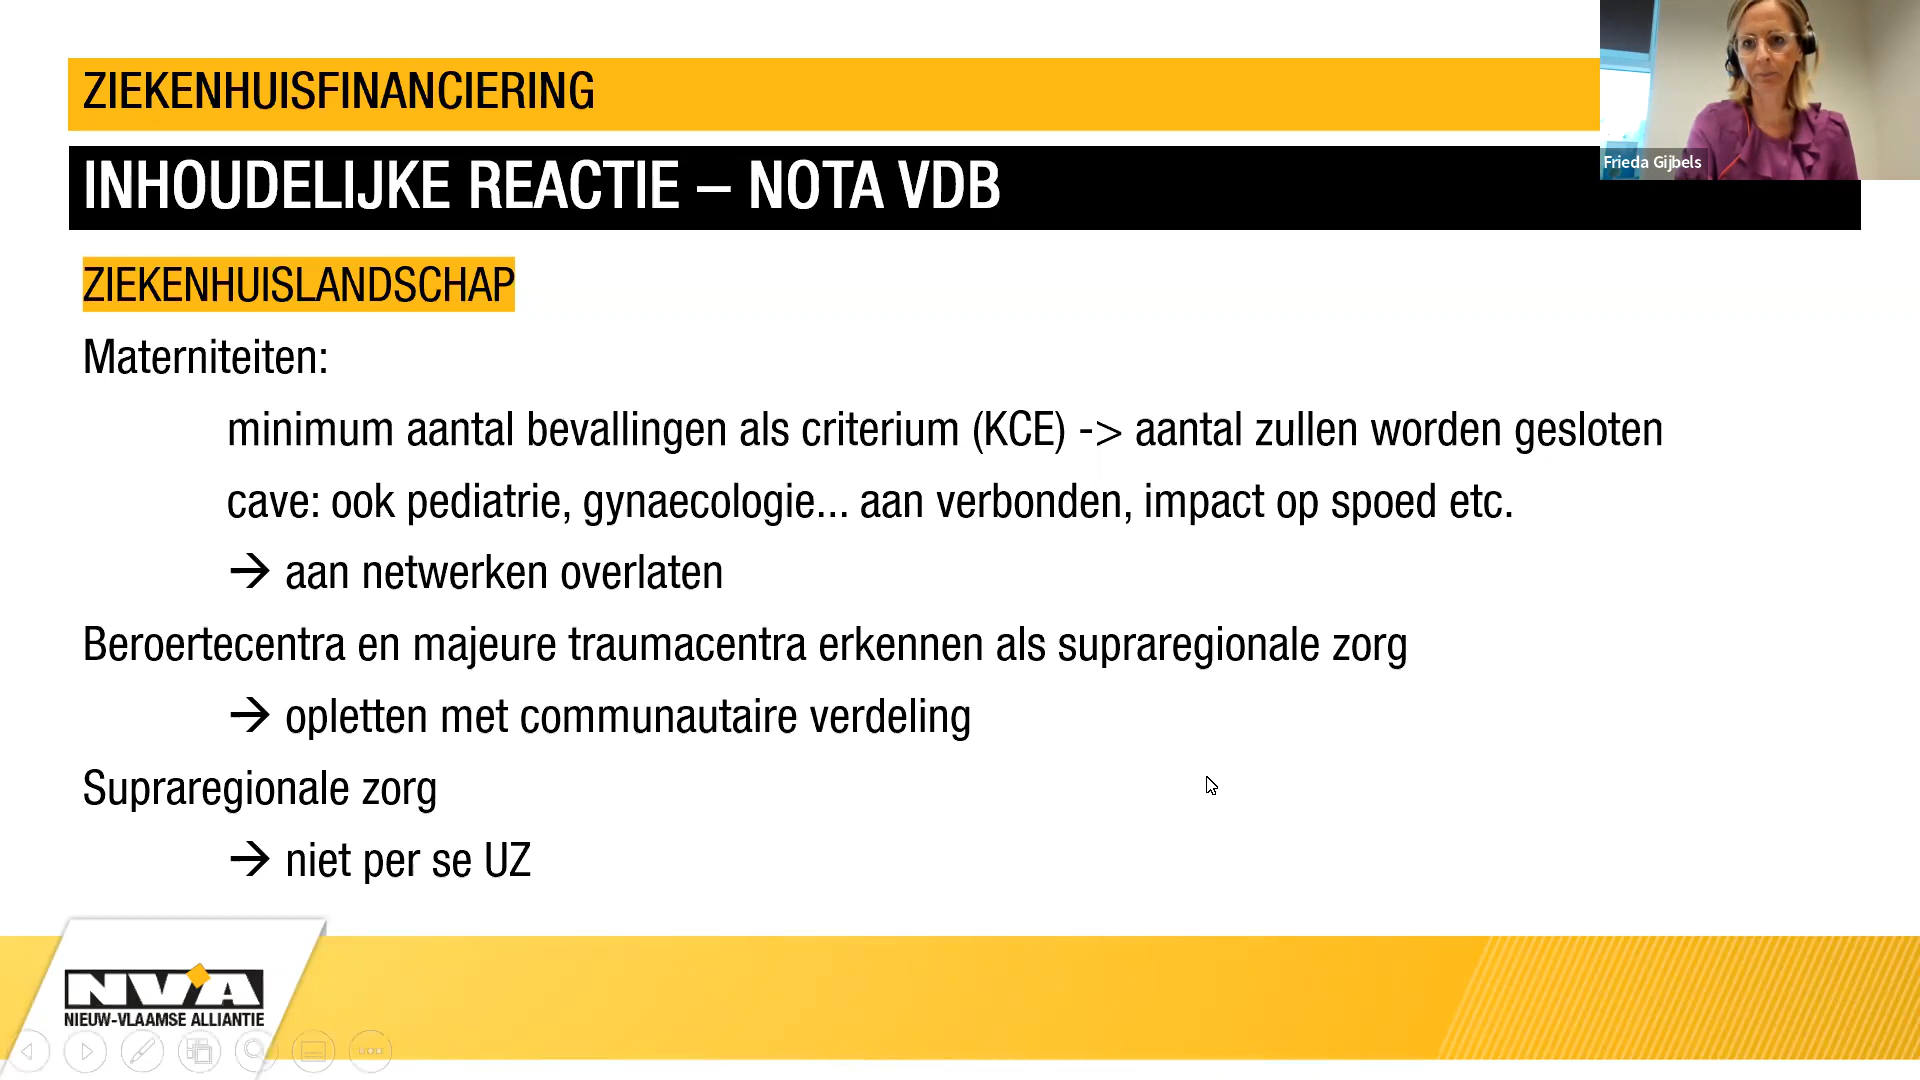 ZIEKENHUISFINANCIERING
Frieda Gijbels
INHOUDELIJKE REACTIE – NOTA VDB
ZIEKENHUISLANDSCHAP
Materniteiten:
minimum aantal bevallingen als criterium (KCE) -> aantal zullen worden gesloten
cave: ook pediatrie, gynaecologie... aan verbonden, impact op spoed etc.
→ aan netwerken overlaten
Beroertecentra en majeure traumacentra erkennen als supraregionale zorg
→ opletten met communautaire verdeling
Supraregionale zorg
→ niet per se UZ
N-VA
NIEUW-VLAAMSE ALLIANTIE